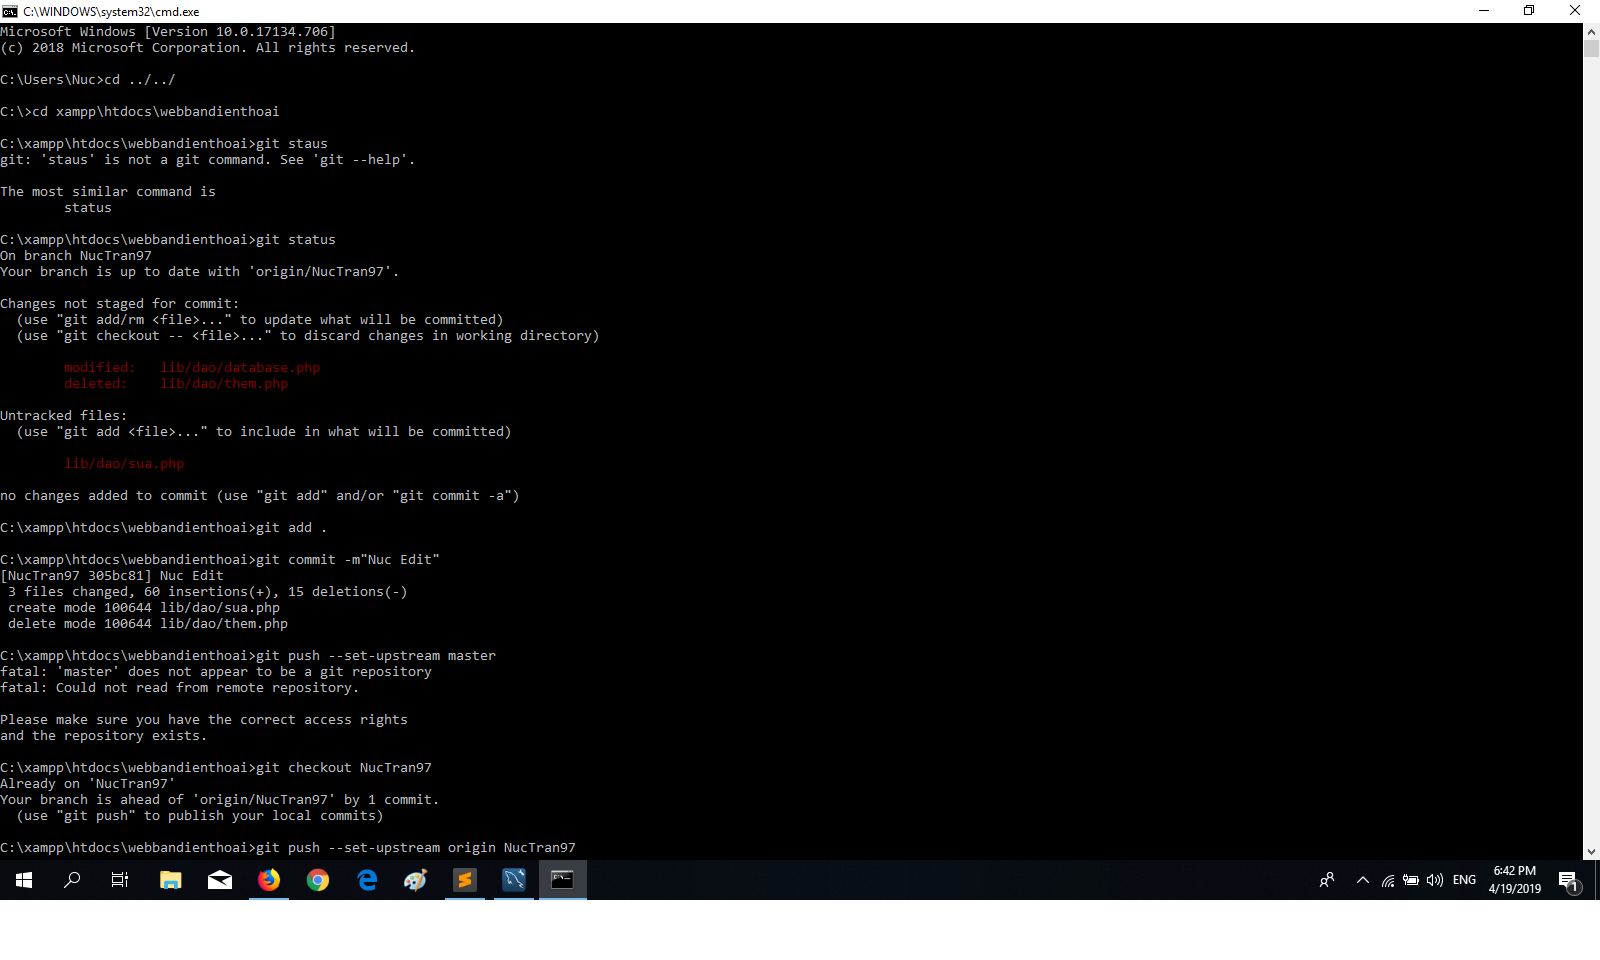 C:\WINDOWS\system32\cmd.exe
Microsoft Windows [Version 10.0.17134.706]
(c) 2018 Microsoft Corporation. All rights reserved.
C:\Users\Nuc>cd ../../
C:\>cd xampp\htdocs\webbandienthoai
C:\xampp\htdocs\webbandienthoai>git staus
git: 'staus' is not a git command. See 'git --help'.
The most similar command is
        status
C:\xampp\htdocs\webbandienthoai>git status
On branch NucTran97
Your branch is up to date with 'origin/NucTran97'.
Changes not staged for commit:
  (use "git add/rm <file>..." to update what will be committed)
  (use "git checkout -- <file>..." to discard changes in working directory)
        modified:   lib/dao/database.php
        deleted:    lib/dao/them.php
Untracked files:
  (use "git add <file>..." to include in what will be committed)
        lib/dao/sua.php
no changes added to commit (use "git add" and/or "git commit -a")
C:\xampp\htdocs\webbandienthoai>git add .
C:\xampp\htdocs\webbandienthoai>git commit -m"Nuc Edit"
[NucTran97 305bc81] Nuc Edit
 3 files changed, 60 insertions(+), 15 deletions(-)
 create mode 100644 lib/dao/sua.php
 delete mode 100644 lib/dao/them.php
C:\xampp\htdocs\webbandienthoai>git push --set-upstream master
fatal: 'master' does not appear to be a git repository
fatal: Could not read from remote repository.
Please make sure you have the correct access rights
and the repository exists.
C:\xampp\htdocs\webbandienthoai>git checkout NucTran97
Already on 'NucTran97'
Your branch is ahead of 'origin/NucTran97' by 1 commit.
  (use "git push" to publish your local commits)
C:\xampp\htdocs\webbandienthoai>git push --set-upstream origin NucTran97
ENG
6:42 PM
4/19/2019
1